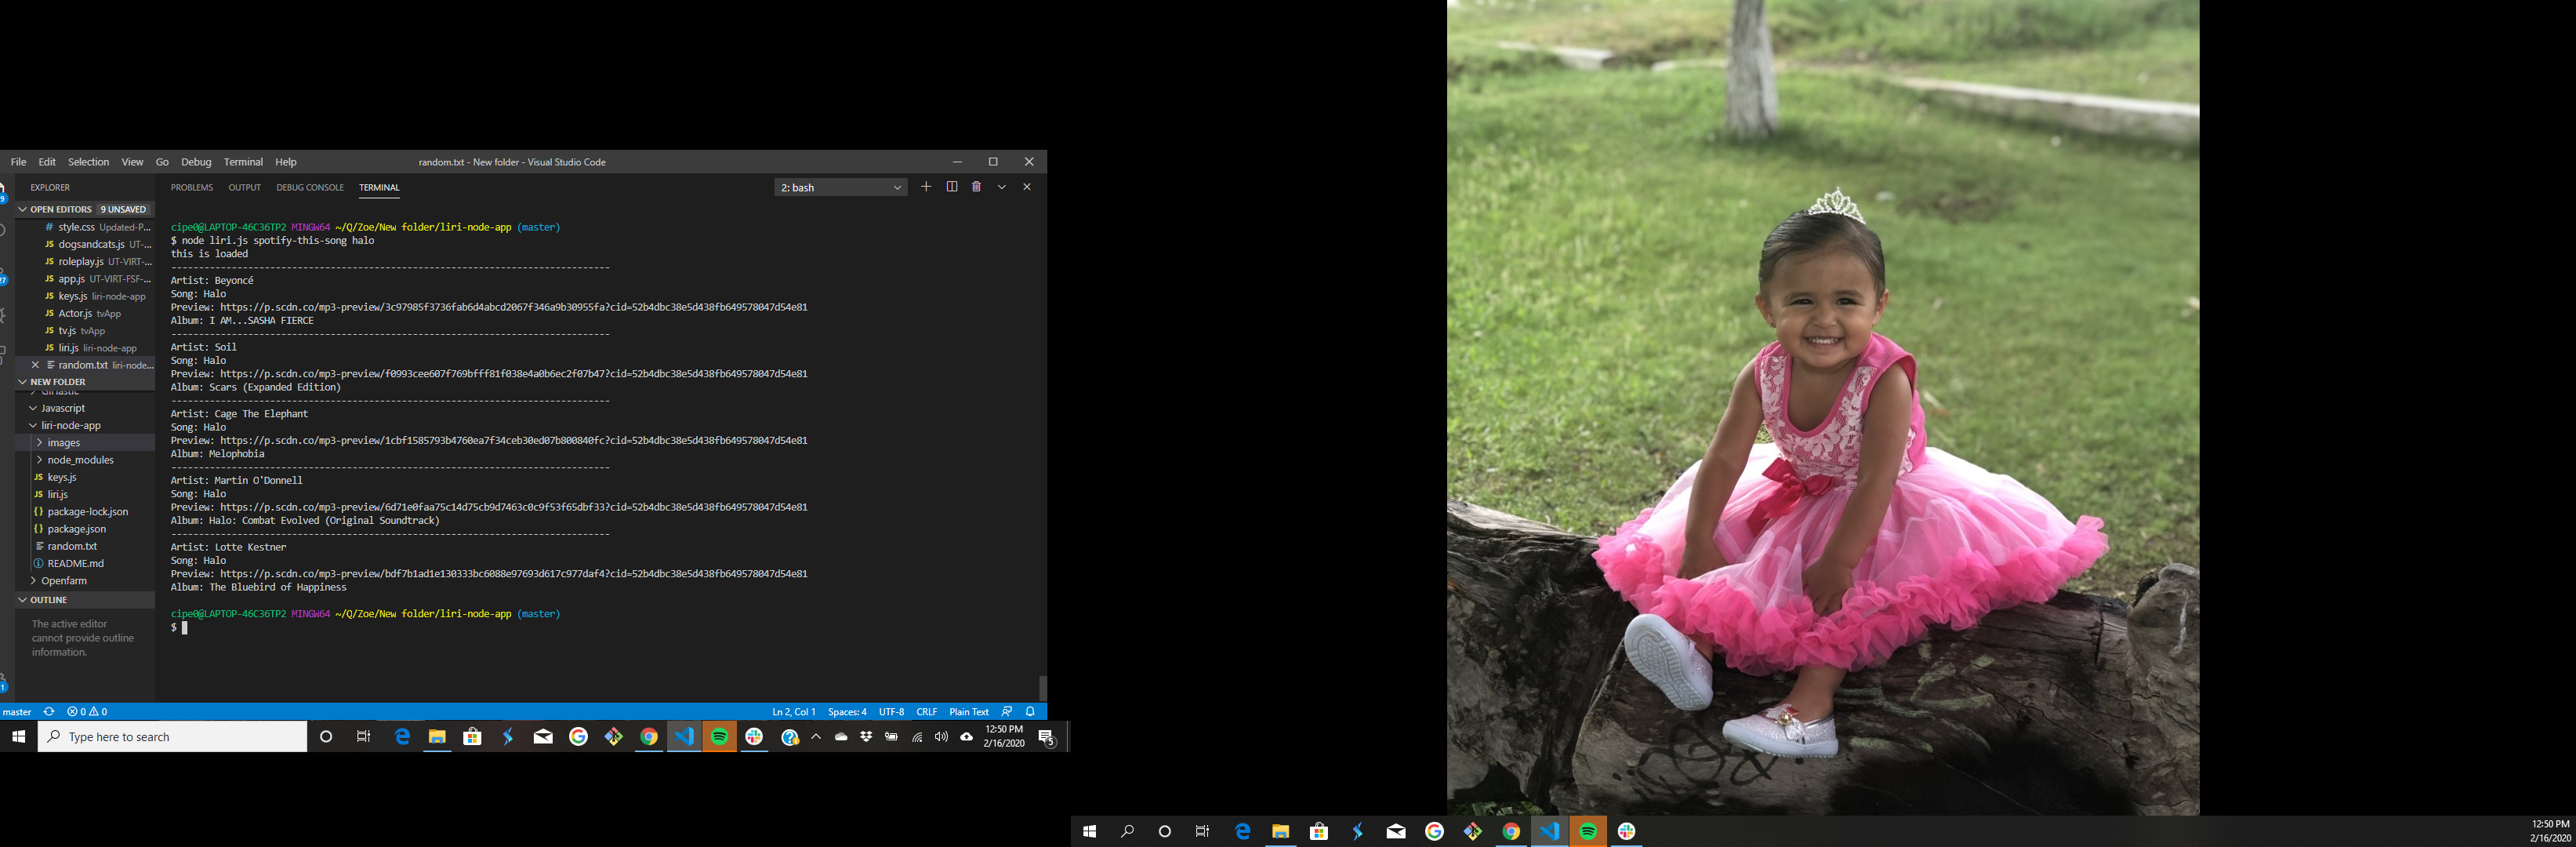 File Edit Selection View Go Debug Terminal Help
random.txt - New folder - Visual Studio Code
EXPLORER
OPEN EDITORS 9 UNSAVED
# style.css Updated-P...
JS dogsandcats.js UT-...
JS roleplay.js UT-VIRT-...
JS app.js UT-VIRT-FSF-...
JS keys.js liri-node-app
JS Actor.js tvApp
JS tv.js tvApp
JS liri.js liri-node-app
random.txt liri-node...
NEW FOLDER
Javascript
liri-node-app
images
node_modules
JS keys.js
JS liri.js
{} package-lock.json
{} package.json
random.txt
README.md
Openfarm
OUTLINE
The active editor
cannot provide outline
information.
PROBLEMS OUTPUT DEBUG CONSOLE TERMINAL
2: bash
cipe0@LAPTOP-46C36TP2 MINGW64 ~/Q/Zoe/New folder/liri-node-app (master)
$ node liri.js spotify-this-song halo
this is loaded
--------------------------------------------------------------------------------
Artist: Beyoncé
Song: Halo
Preview: https://p.scdn.co/mp3-preview/3c97985f3736fab6d4abcd2067f346a9b30955fa?cid=52b4dbc38e5d438fb649578047d54e81
Album: I AM...SASHA FIERCE
--------------------------------------------------------------------------------
Artist: Soil
Song: Halo
Preview: https://p.scdn.co/mp3-preview/f0993cee607f769bfff81f038e4a0b6ec2f07b47?cid=52b4dbc38e5d438fb649578047d54e81
Album: Scars (Expanded Edition)
--------------------------------------------------------------------------------
Artist: Cage The Elephant
Song: Halo
Preview: https://p.scdn.co/mp3-preview/1cbf1585793b4760ea7f34ceb30ed07b800840fc?cid=52b4dbc38e5d438fb649578047d54e81
Album: Melophobia
--------------------------------------------------------------------------------
Artist: Martin O'Donnell
Song: Halo
Preview: https://p.scdn.co/mp3-preview/6d71e0faa75c14d75cb9d7463c0c9f53f65dbf33?cid=52b4dbc38e5d438fb649578047d54e81
Album: Halo: Combat Evolved (Original Soundtrack)
--------------------------------------------------------------------------------
Artist: Lotte Kestner
Song: Halo
Preview: https://p.scdn.co/mp3-preview/bdf7b1ad1e130333bc6088e97693d617c977daf4?cid=52b4dbc38e5d438fb649578047d54e81
Album: The Bluebird of Happiness
cipe0@LAPTOP-46C36TP2 MINGW64 ~/Q/Zoe/New folder/liri-node-app (master)
$
master 0 0
Ln 2, Col 1 Spaces: 4 UTF-8 CRLF Plain Text
Type here to search
12:50 PM
2/16/2020
5
12:50 PM
2/16/2020